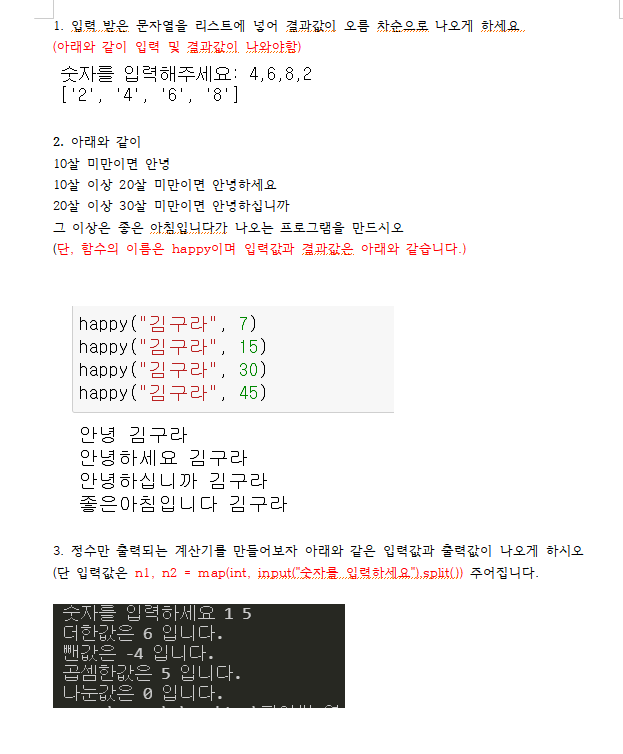 1. 입력 받은 문자열을 리스트에 넣어 결과값이 오름 차순으로 나오게 하세요.
(아래와 같이 입력 및 결과값이 나와야함)
숫자를 입력해주세요: 4,6,8,2
['2', '4', '6', '8']
2. 아래와 같이
10살 미만이면 안녕
10살 이상 20살 미만이면 안녕하세요
20살 이상 30살 미만이면 안녕하십니까
그 이상은 좋은 아침입니다가 나오는 프로그램을 만드시오
(단, 함수의 이름은 happy이며 입력값과 결과값은 아래와 같습니다.)
happy("김구라", 7)
happy("김구라", 15)
happy("김구라", 30)
happy("김구라", 45)
안녕 김구라
안녕하세요 김구라
안녕하십니까 김구라
좋은아침입니다 김구라
3. 정수만 출력되는 계산기를 만들어보자 아래와 같은 입력값과 출력값이 나오게 하시오
(단 입력값은 n1, n2 = map(int, input("숫자를 입력하세요").split()) 주어집니다.
숫자를 입력하세요 1 5
더한값은 6 입니다.
뺀값은 -4 입니다.
곱셈한값은 5 입니다.
나눈값은 0 입니다.